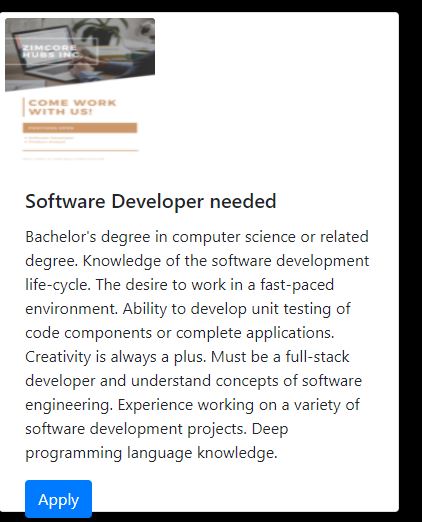 ZIMCORE
HUBS INC
COME WORK
WITH US!
Software Developer needed
Bachelor's degree in computer science or related
degree. Knowledge of the software development
life-cycle. The desire to work in a fast-paced
environment. Ability to develop unit testing of
code components or complete applications.
Creativity is always a plus. Must be a full-stack
developer and understand concepts of software
engineering. Experience working on a variety of
software development projects. Deep
programming language knowledge.
Apply